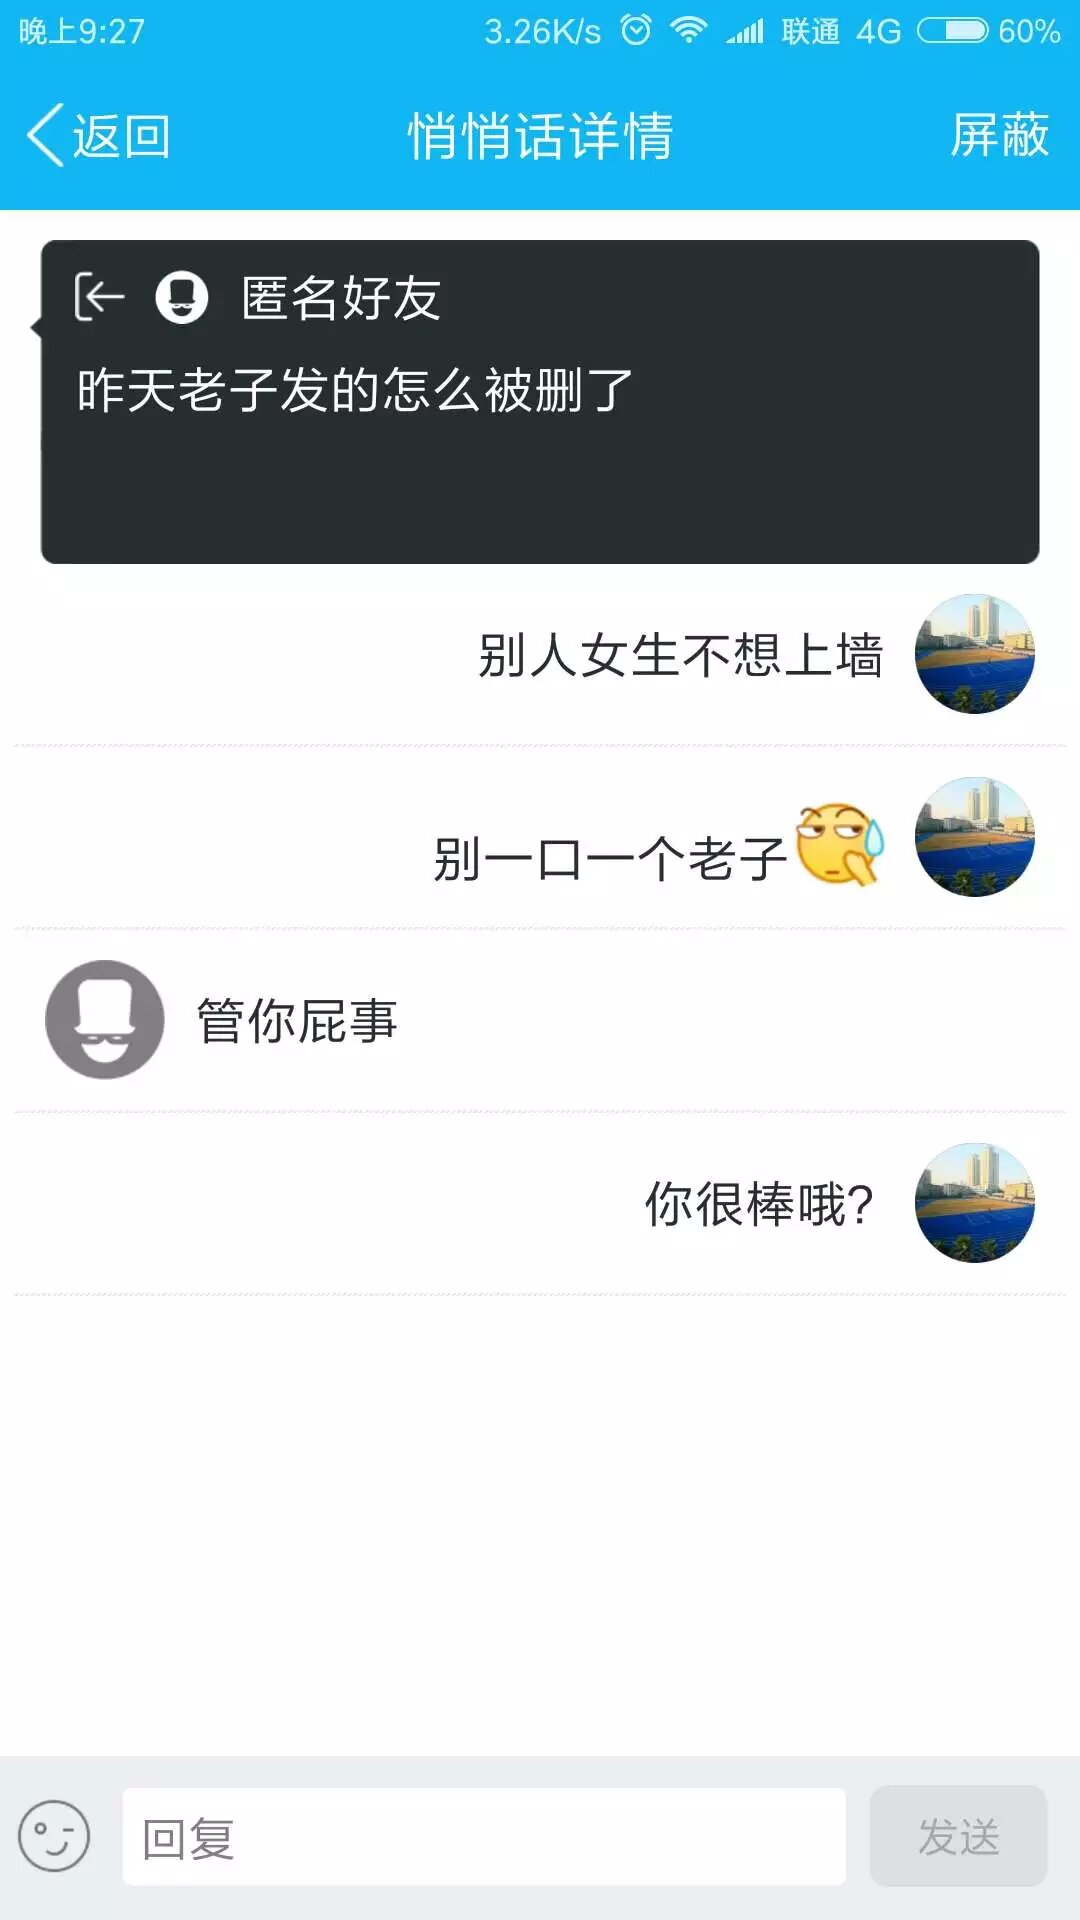 晚上9:27 3.26K/s 联通 4G 60%
返回 悄悄话详情 屏蔽
匿名好友
昨天老子发的怎么被删了
别人女生不想上墙
别一口一个老子
管你屁事
你很棒哦?
回复 发送